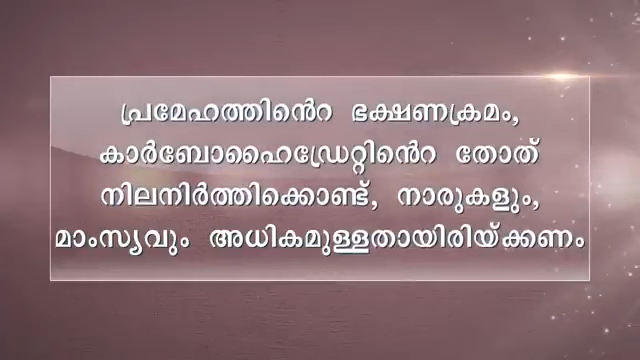 പ്രമേഹത്തിൻെറ ഭക്ഷണക്രമം,
കാർബോഹൈഡ്രേറ്റിൻെറ തോത്
നിലനിർത്തിക്കൊണ്ട്, നാരുകളും,
മാംസ്യവും അധികമുള്ളതായിരിയ്ക്കണം